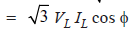 = √3 V_L I_L cos ϕ